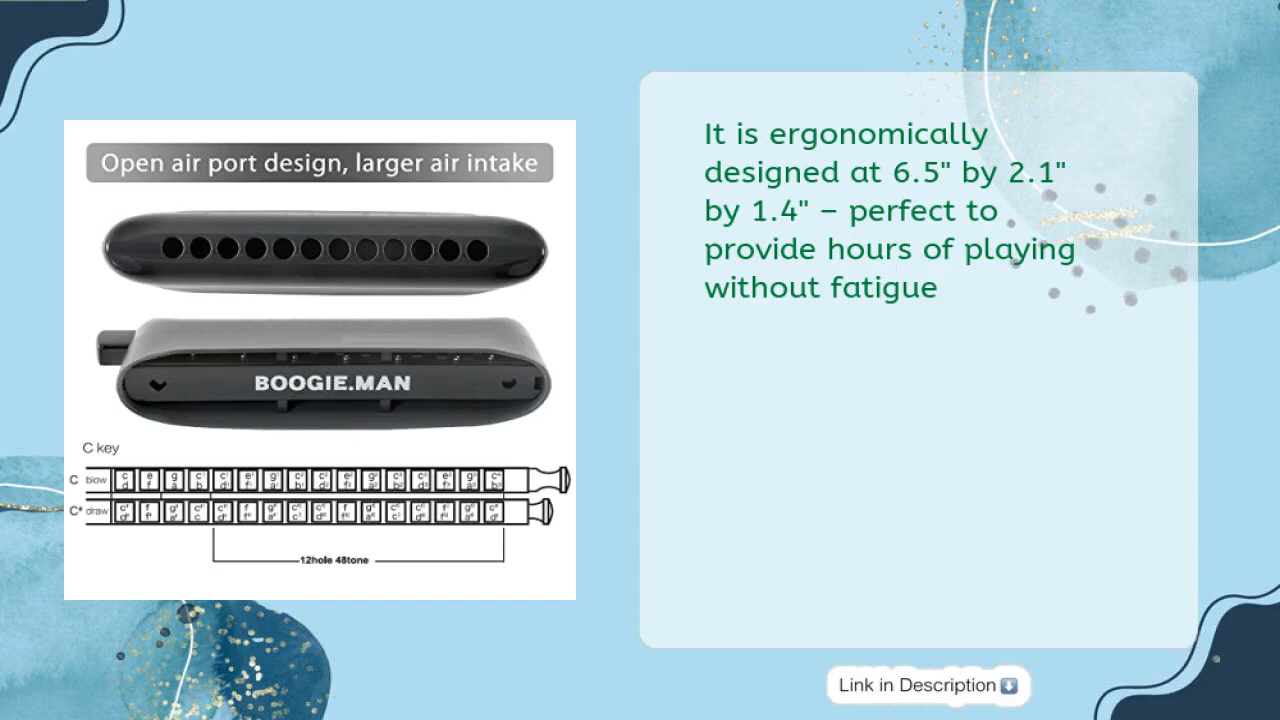 Open air port design, larger air intake
BOOGIE.MAN
C key
C blow
C* draw
12hole 48tone
It is ergonomically
designed at 6.5" by 2.1"
by 1.4" – perfect to
provide hours of playing
without fatigue
Link in Description⬇️